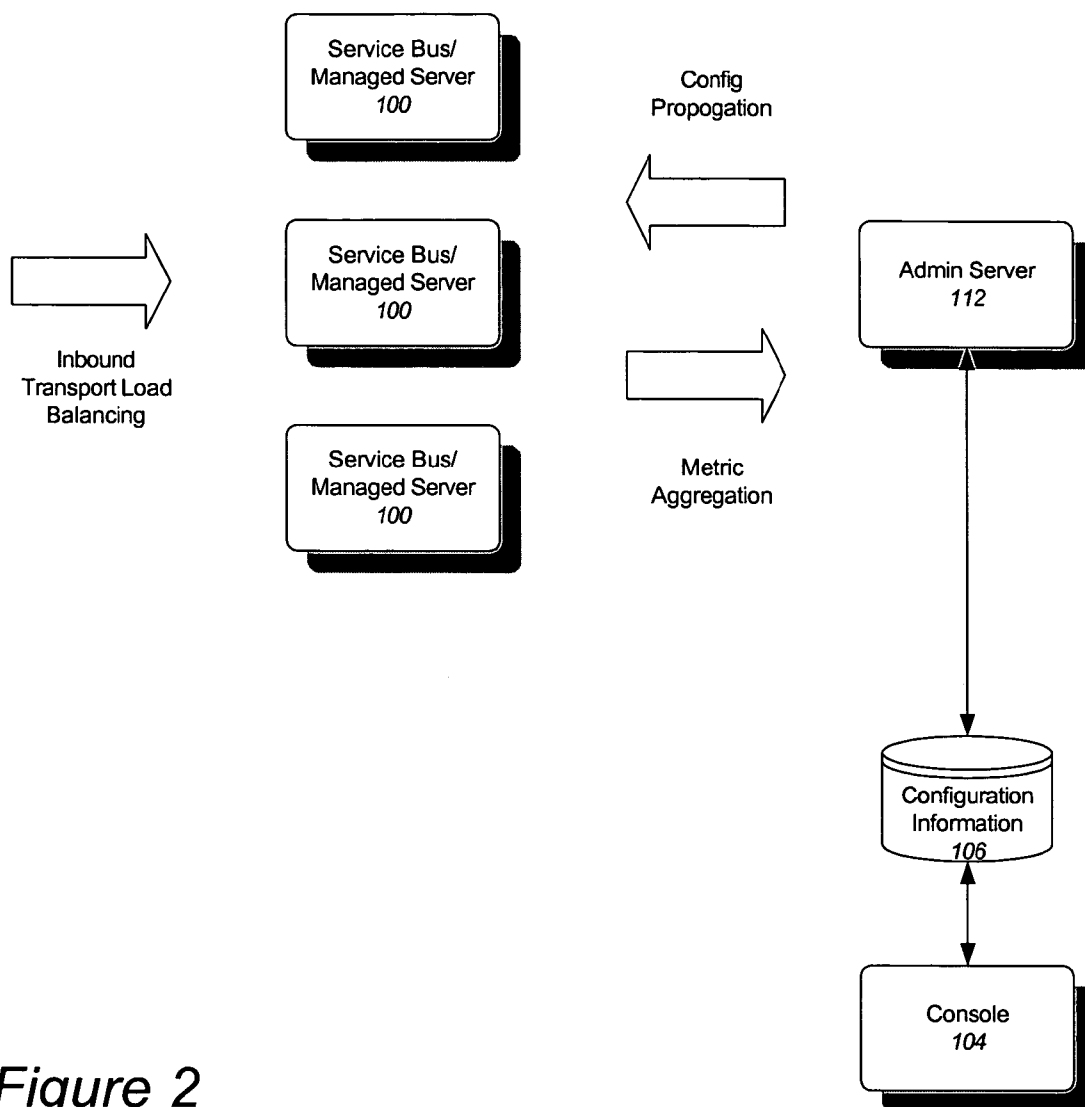 Service Bus/
Managed Server
100
Config
Propogation
Service Bus/
Managed Server
100
Admin Server
112
Inbound
Transport Load
Balancing
Service Bus/
Managed Server
100
Metric
Aggregation
Configuration
Information
106
Console
104
Figure 2